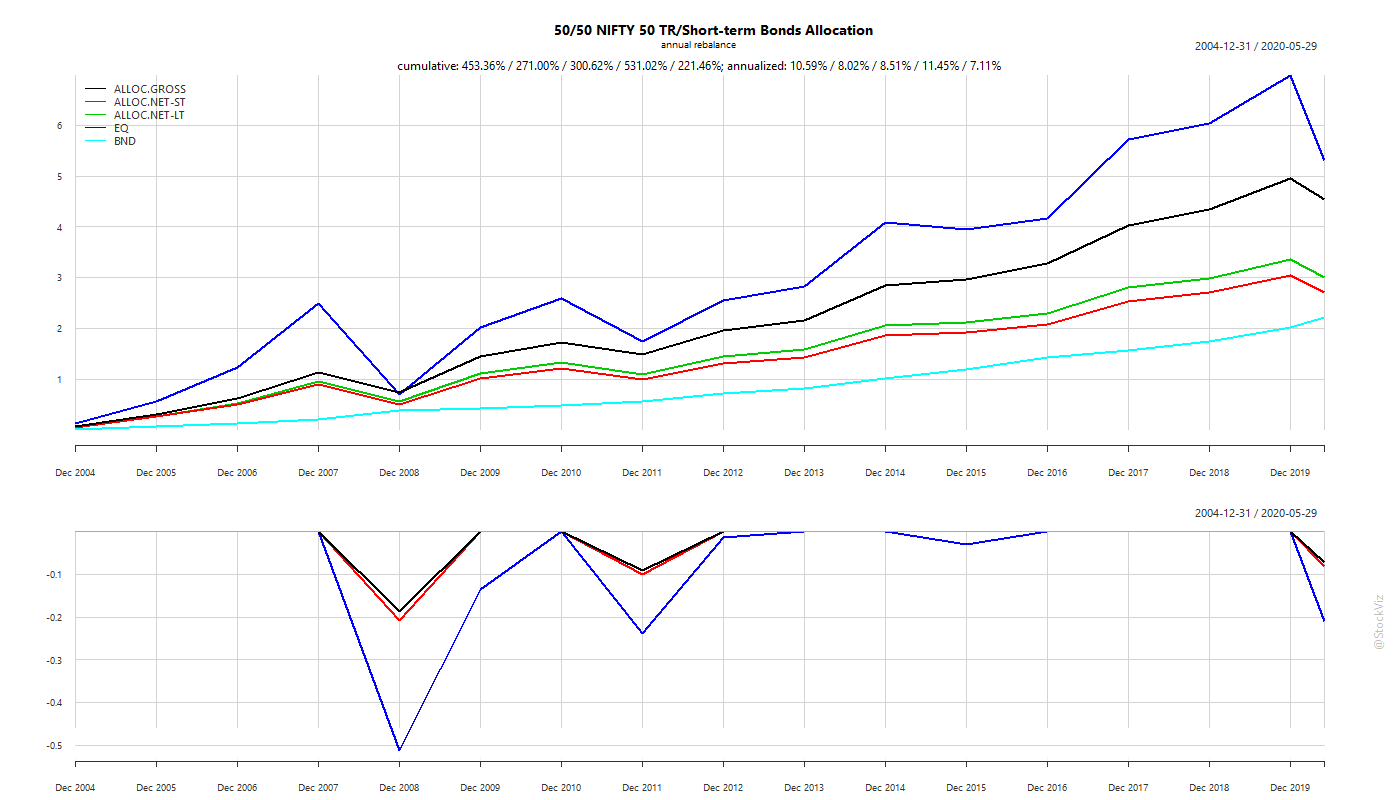 50/50 NIFTY 50 TR/Short-term Bonds Allocation
annual rebalance
2004-12-31 / 2020-05-29
cumulative: 453.36% / 271.00% / 300.62% / 531.02% / 221.46%; annualized: 10.59% / 8.02% / 8.51% / 11.45% / 7.11%
ALLOC.GROSS
ALLOC.NET-ST
ALLOC.NET-LT
EQ
BND
6
5
4
3
2
1
Dec 2004 Dec 2005 Dec 2006 Dec 2007 Dec 2008 Dec 2009 Dec 2010 Dec 2011 Dec 2012 Dec 2013 Dec 2014 Dec 2015 Dec 2016 Dec 2017 Dec 2018 Dec 2019
2004-12-31 / 2020-05-29
-0.1
-0.2
-0.3
-0.4
-0.5
Dec 2004 Dec 2005 Dec 2006 Dec 2007 Dec 2008 Dec 2009 Dec 2010 Dec 2011 Dec 2012 Dec 2013 Dec 2014 Dec 2015 Dec 2016 Dec 2017 Dec 2018 Dec 2019
@StockViz